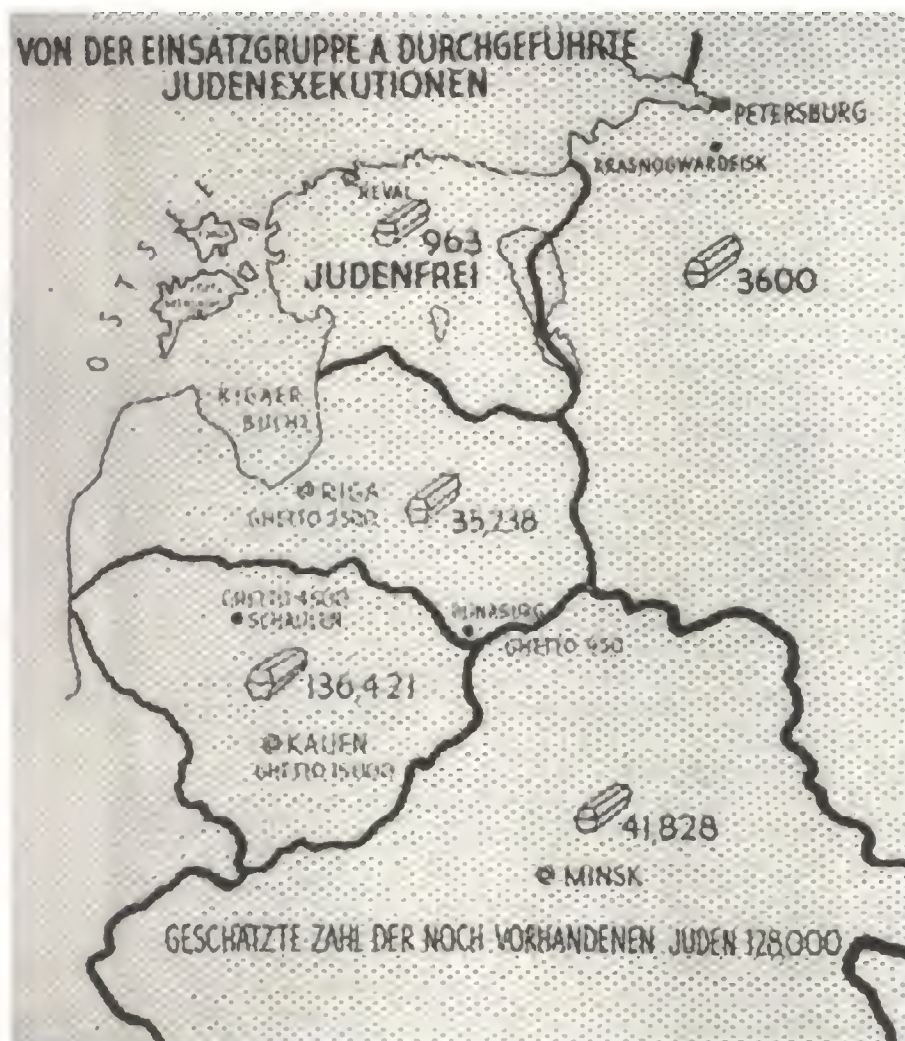 VON DER EINSATZGRUPPE A DURCHGEFÜHRTE
JUDENEXEKUTIONEN
PETERSBURG
KRASNOGWARDEISK
REVAL
963
JUDENFREI
3600
OSTSEE
RIGAER
BUCHT
RIGA
GHETTO 2500
35,238
GHETTO 4500
SCHAULEN
DÜNABURG
GHETTO 950
136,421
KAUEN
GHETTO 15000
41,828
MINSK
GESCHÄTZTE ZAHL DER NOCH VORHANDENEN JUDEN 128,000